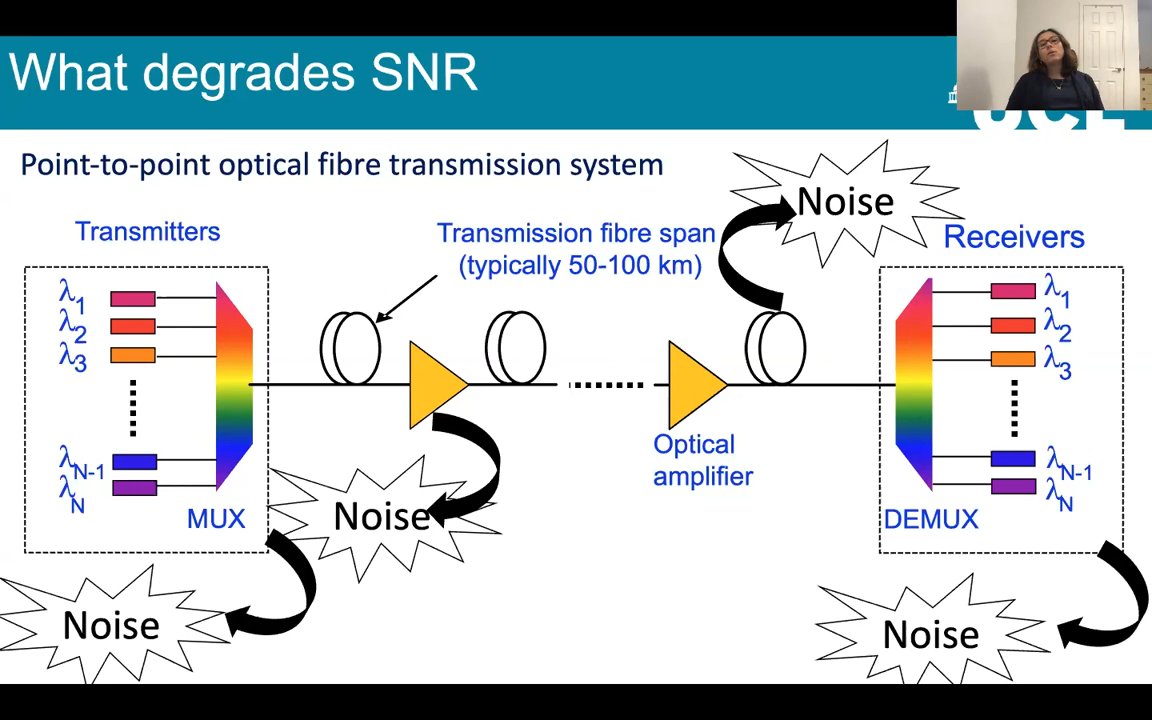 What degrades SNR
UCL
Point-to-point optical fibre transmission system
Noise
Transmitters
Transmission fibre span
(typically 50-100 km)
Receivers
λ1
λ2
λ3
λN-1
λN
MUX
Noise
Optical
amplifier
λ1
λ2
λ3
λN-1
λN
DEMUX
Noise
Noise